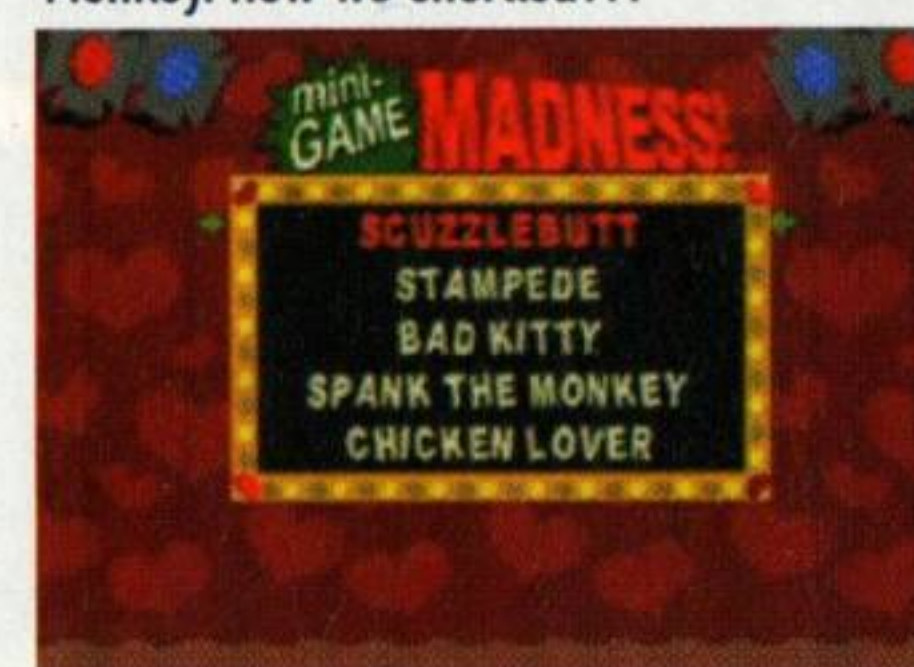 mini-
GAME MADNESS!
SCUZZLEBUTT
STAMPEDE
BAD KITTY
SPANK THE MONKEY
CHICKEN LOVER